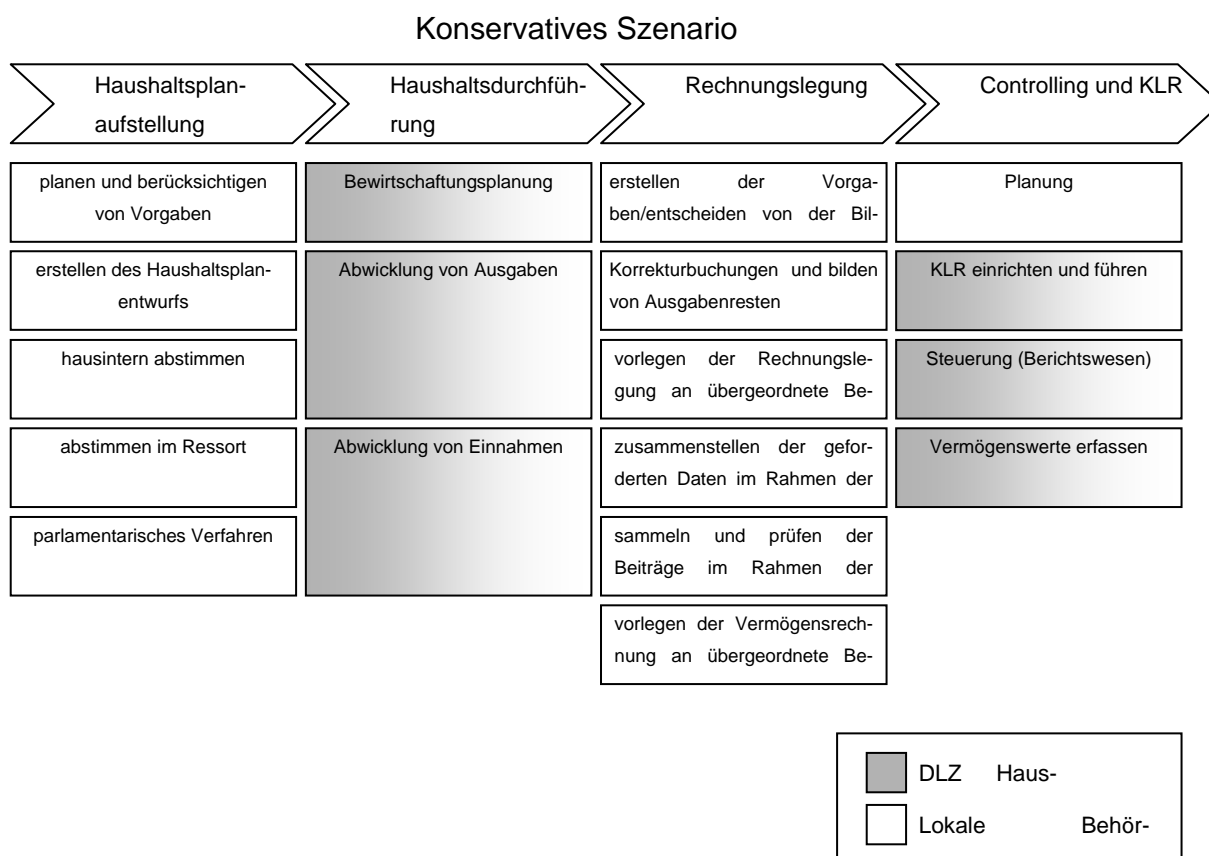 Konservatives Szenario
Haushaltsplan-
aufstellung
Haushaltsdurchfüh-
rung
Rechnungslegung
Controlling und KLR
planen und berücksichtigen
von Vorgaben
erstellen des Haushaltsplan-
entwurfs
hausintern abstimmen
abstimmen im Ressort
parlamentarisches Verfahren
Bewirtschaftungsplanung
Abwicklung von Ausgaben
Abwicklung von Einnahmen
erstellen der Vorga-
ben/entscheiden von der Bil-
Korrekturbuchungen und bilden
von Ausgabenresten
vorlegen der Rechnungsle-
gung an übergeordnete Be-
zusammenstellen der gefor-
derten Daten im Rahmen der
sammeln und prüfen der
Beiträge im Rahmen der
vorlegen der Vermögensrech-
nung an übergeordnete Be-
Planung
KLR einrichten und führen
Steuerung (Berichtswesen)
Vermögenswerte erfassen
DLZ Haus-
Lokale Behör-